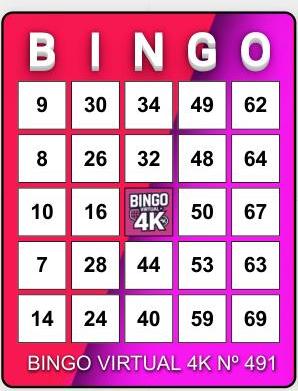 B I N G O
9 30 34 49 62
8 26 32 48 64
10 16 BINGO VIRTUAL 4K 50 67
7 28 44 53 63
14 24 40 59 69
BINGO VIRTUAL 4K Nº 491